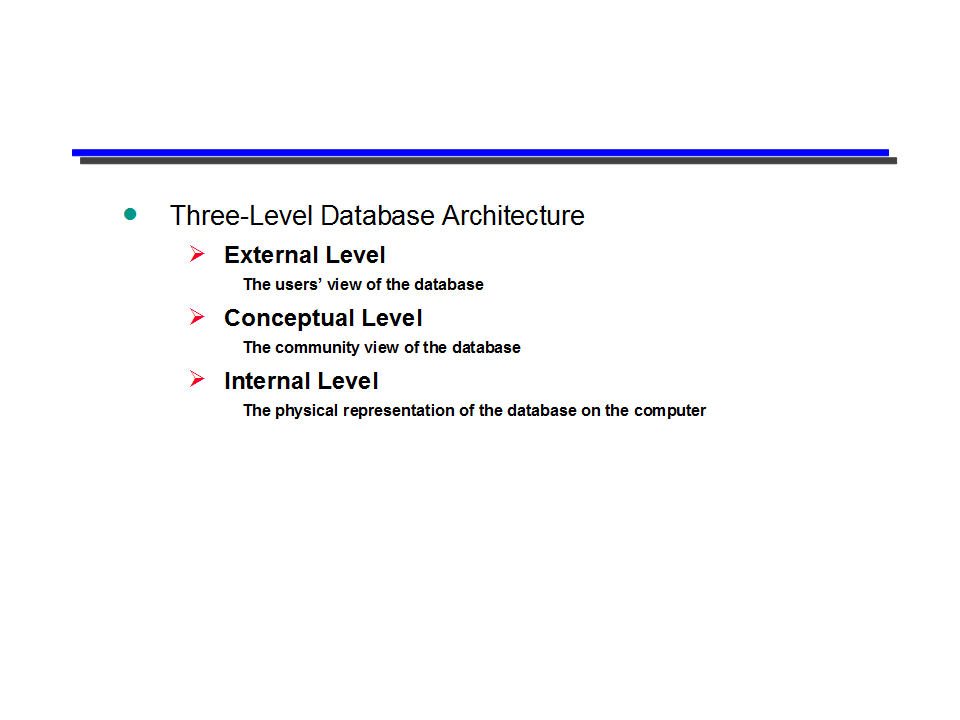 Three-Level Database Architecture
External Level
The users’ view of the database
Conceptual Level
The community view of the database
Internal Level
The physical representation of the database on the computer